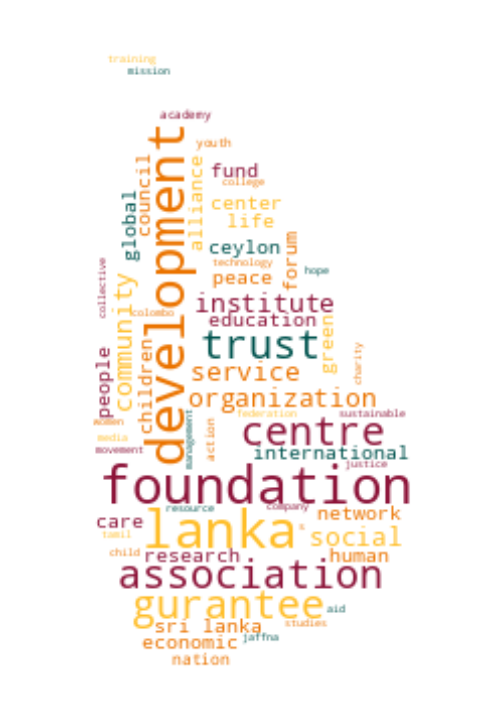 training
mission
academy
development
youth
council
alliance
fund
college
global
center
life
ceylon
forum
technology
peace
hope
collective
community
colombo
institute
education
green
trust
children
people
charity
service
organization
federation
sustainable
women
management
action
centre
media
movement
international
justice
foundation
resource
company
network
care
lanka
s
social
tamil
child
research
human
association
gurantee
aid
sri lanka
studies
economic
jaffna
nation